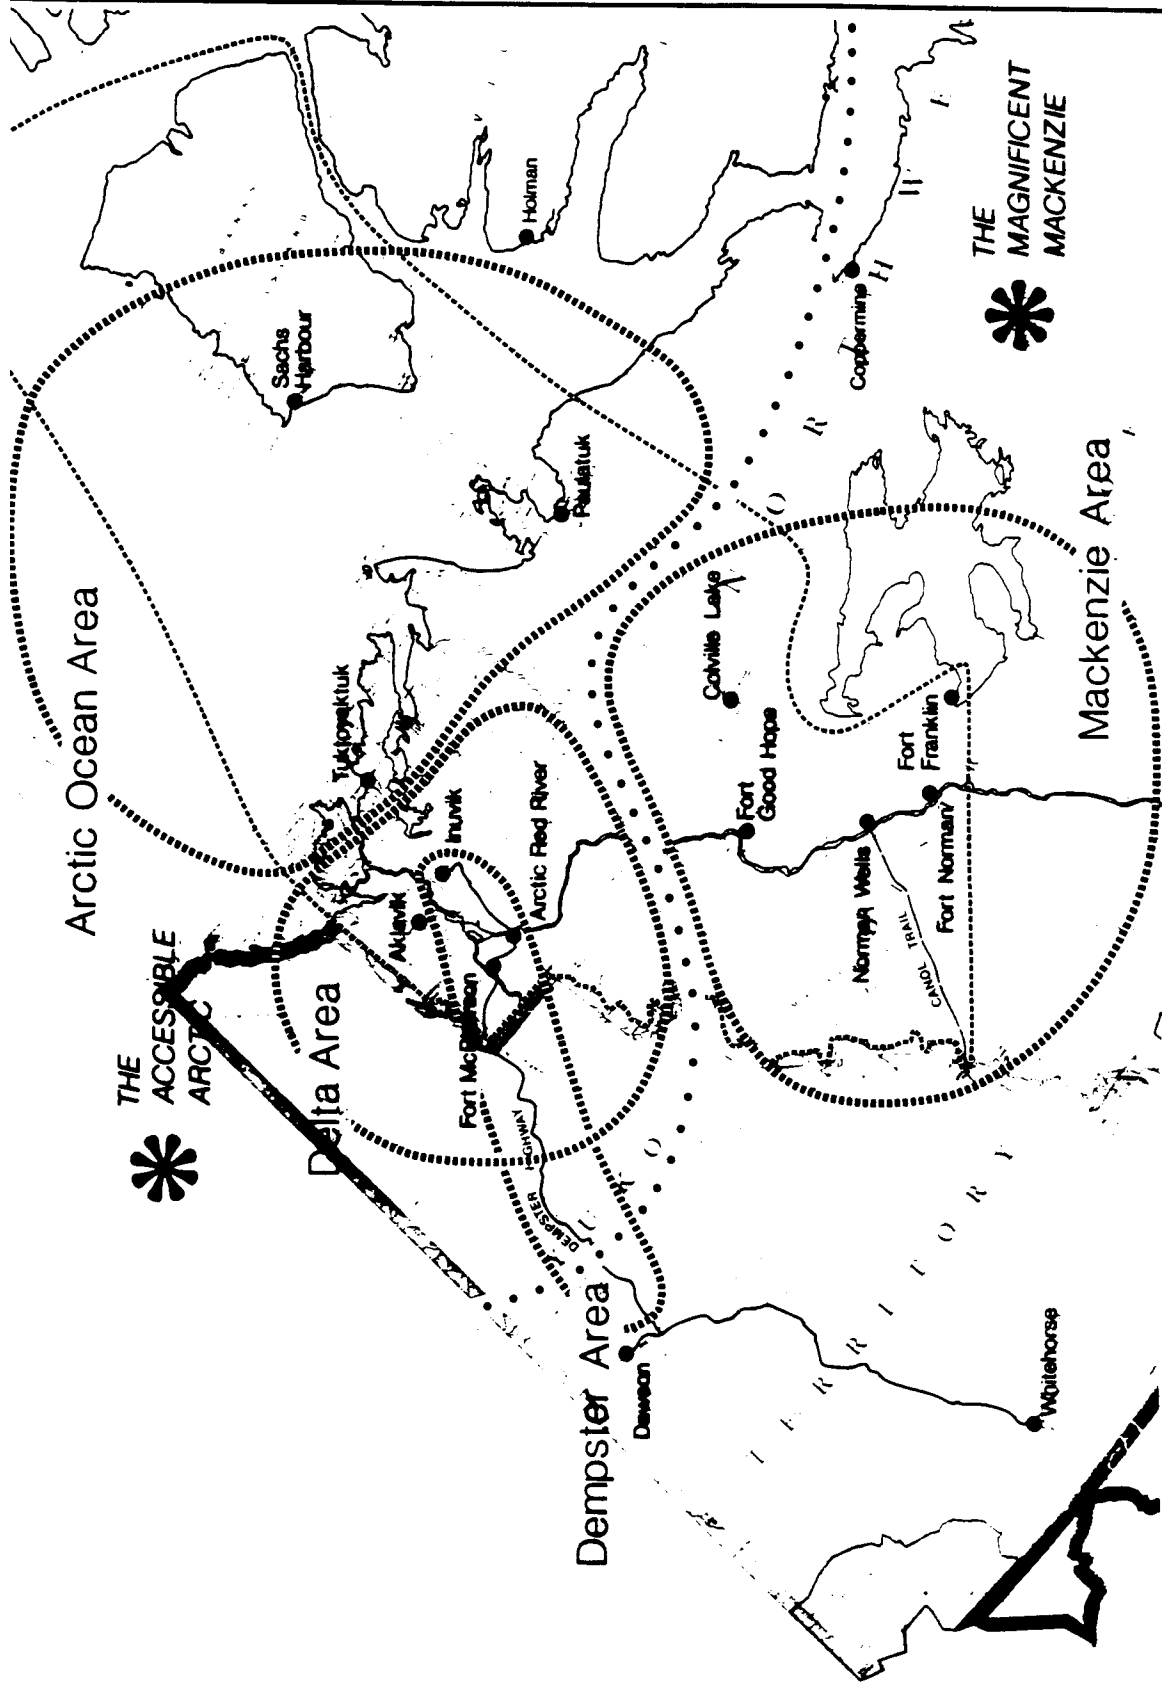 THE
ACCESSIBLE
ARCTIC
Arctic Ocean Area
Delta Area
Dempster Area
Mackenzie Area
THE
MAGNIFICENT
MACKENZIE
Sachs
Harbour
Holman
Paulatuk
Coppermine
Tuktoyaktuk
Inuvik
Aklavik
Arctic Red River
Fort McPherson
Colville Lake
Fort
Good Hope
Fort
Franklin
Norman Wells
Fort Norman
CANOL TRAIL
DEMPSTER HIGHWAY
Dawson
Whitehorse
T E R R I T O R Y